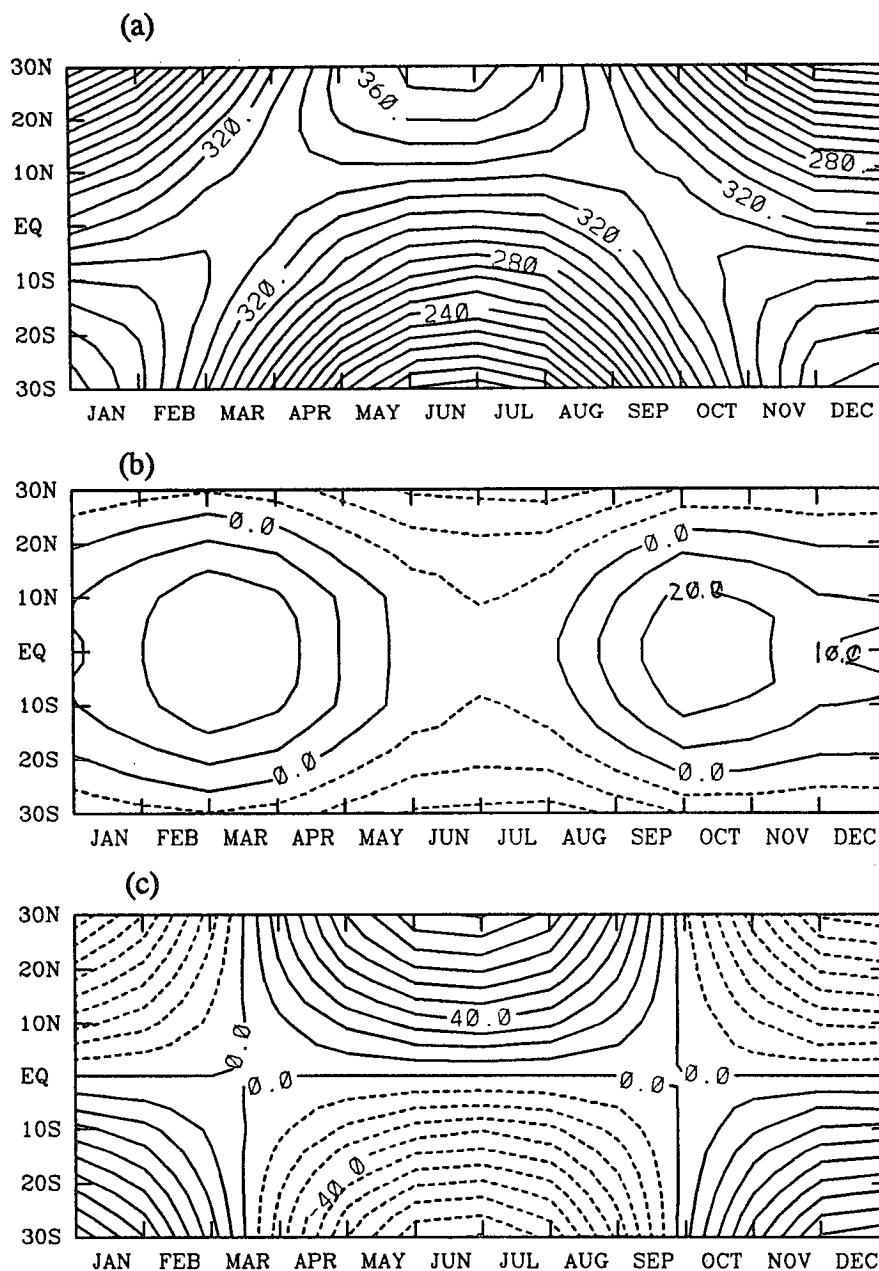 (a)
30N
20N
10N
EQ
10S
20S
30S
320.
360.
280.
320.
320.
320.
280
240
JAN FEB MAR APR MAY JUN JUL AUG SEP OCT NOV DEC
(b)
30N
20N
10N
EQ
10S
20S
30S
0.0
0.0
20.0
10.0
0.0
0.0
JAN FEB MAR APR MAY JUN JUL AUG SEP OCT NOV DEC
(c)
30N
20N
10N
EQ
10S
20S
30S
40.0
0.0
0.0
0.0
0.0
-40.0
JAN FEB MAR APR MAY JUN JUL AUG SEP OCT NOV DEC